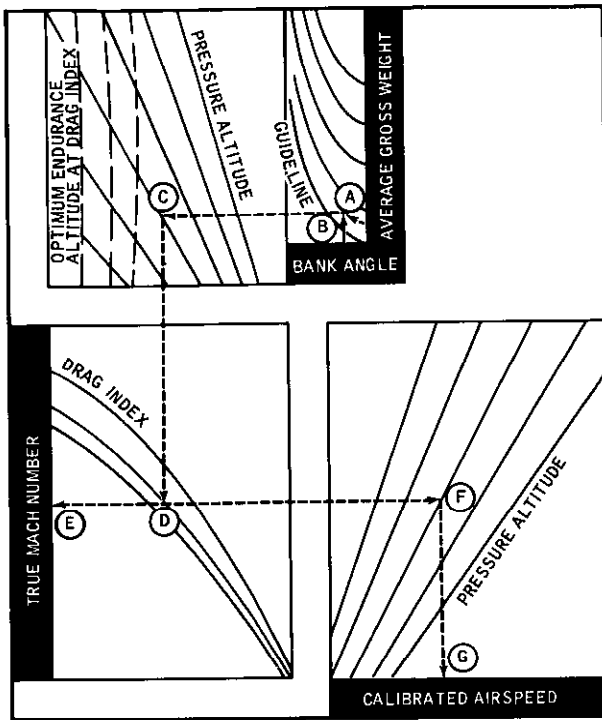 OPTIMUM ENDURANCE
ALTITUDE AT DRAG INDEX
PRESSURE ALTITUDE
GUIDELINE
AVERAGE GROSS WEIGHT
C
A
B
BANK ANGLE
TRUE MACH NUMBER
DRAG INDEX
E
D
F
PRESSURE ALTITUDE
G
CALIBRATED AIRSPEED